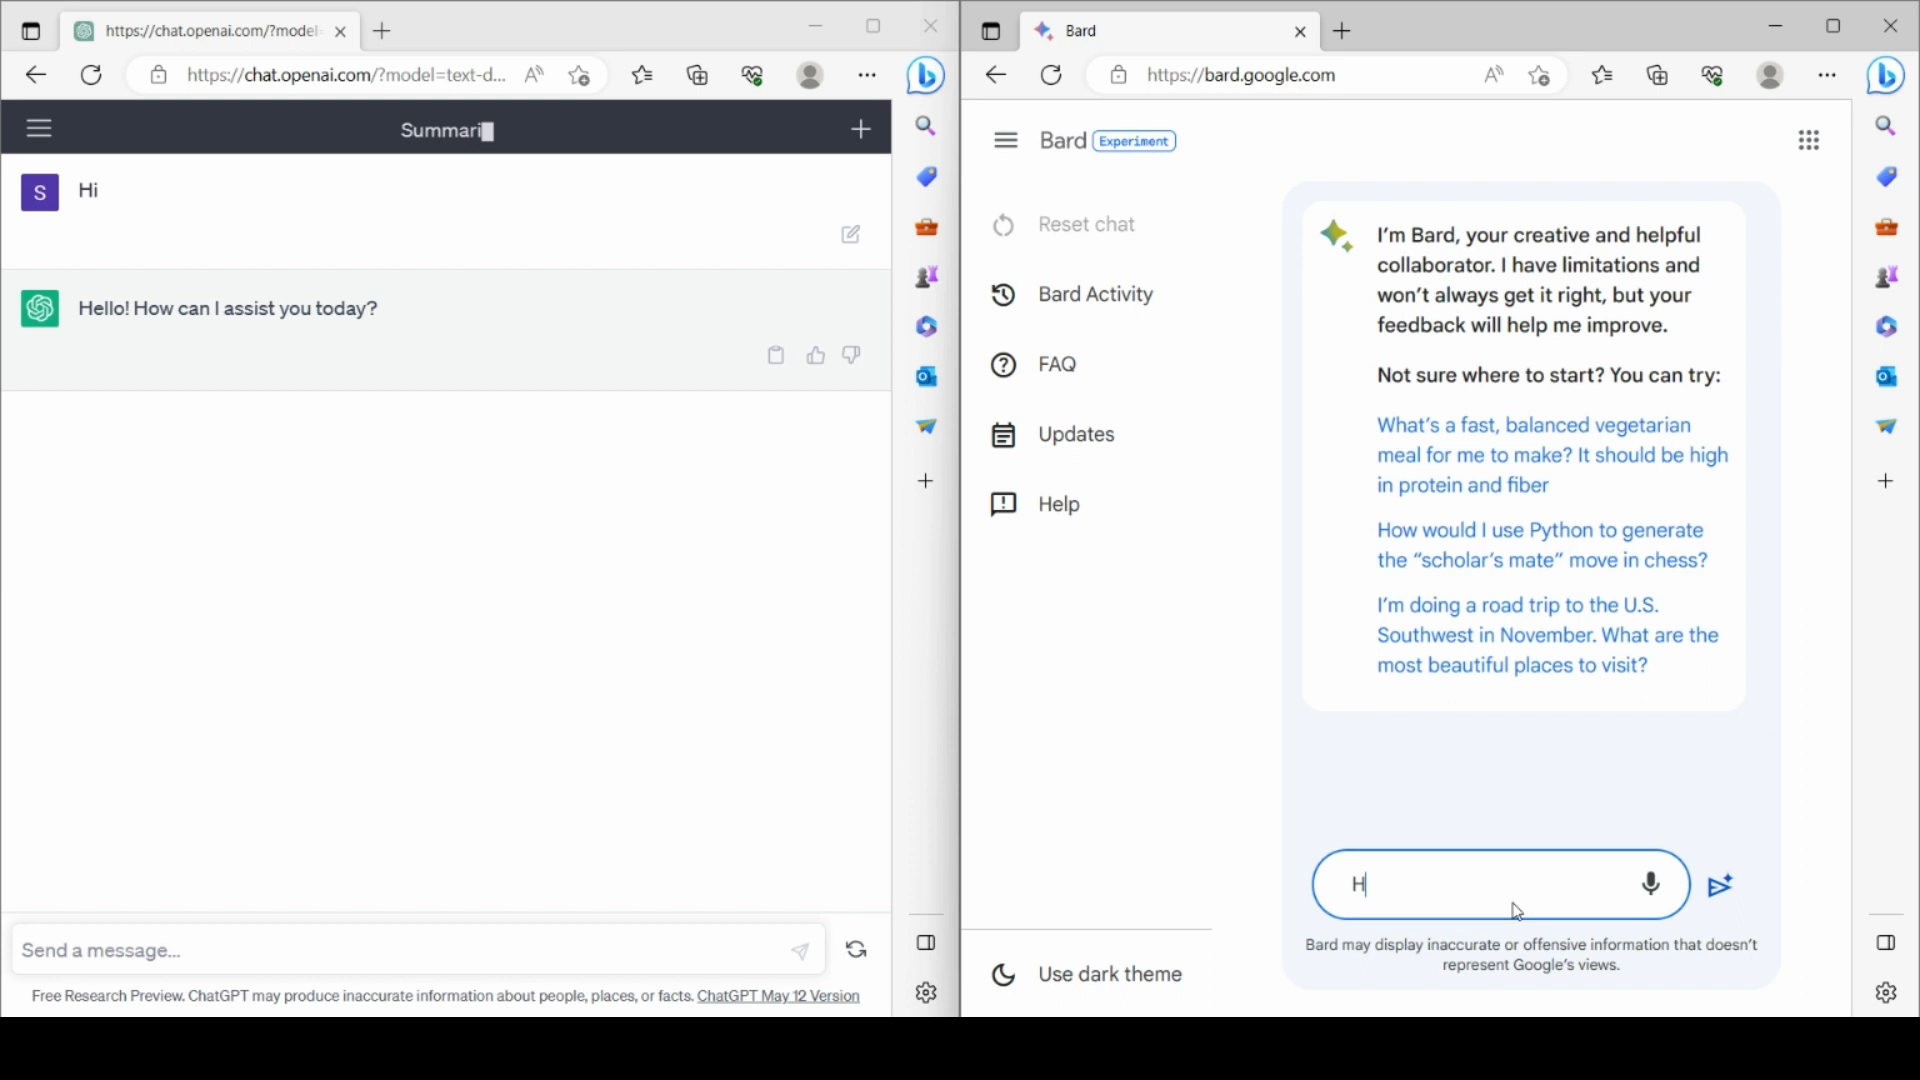 https://chat.openai.com/?model-
https://chat.openai.com/?model=text-d...
Summari
S
Hi
Hello! How can I assist you today?
Send a message...
Free Research Preview. ChatGPT may produce inaccurate information about people, places, or facts. ChatGPT May 12 Version
Bard
https://bard.google.com
Bard Experiment
Reset chat
Bard Activity
FAQ
Updates
Help
Use dark theme
I'm Bard, your creative and helpful
collaborator. I have limitations and
won't always get it right, but your
feedback will help me improve.
Not sure where to start? You can try:
What's a fast, balanced vegetarian
meal for me to make? It should be high
in protein and fiber
How would I use Python to generate
the “scholar's mate” move in chess?
I'm doing a road trip to the U.S.
Southwest in November. What are the
most beautiful places to visit?
H
Bard may display inaccurate or offensive information that doesn't
represent Google's views.